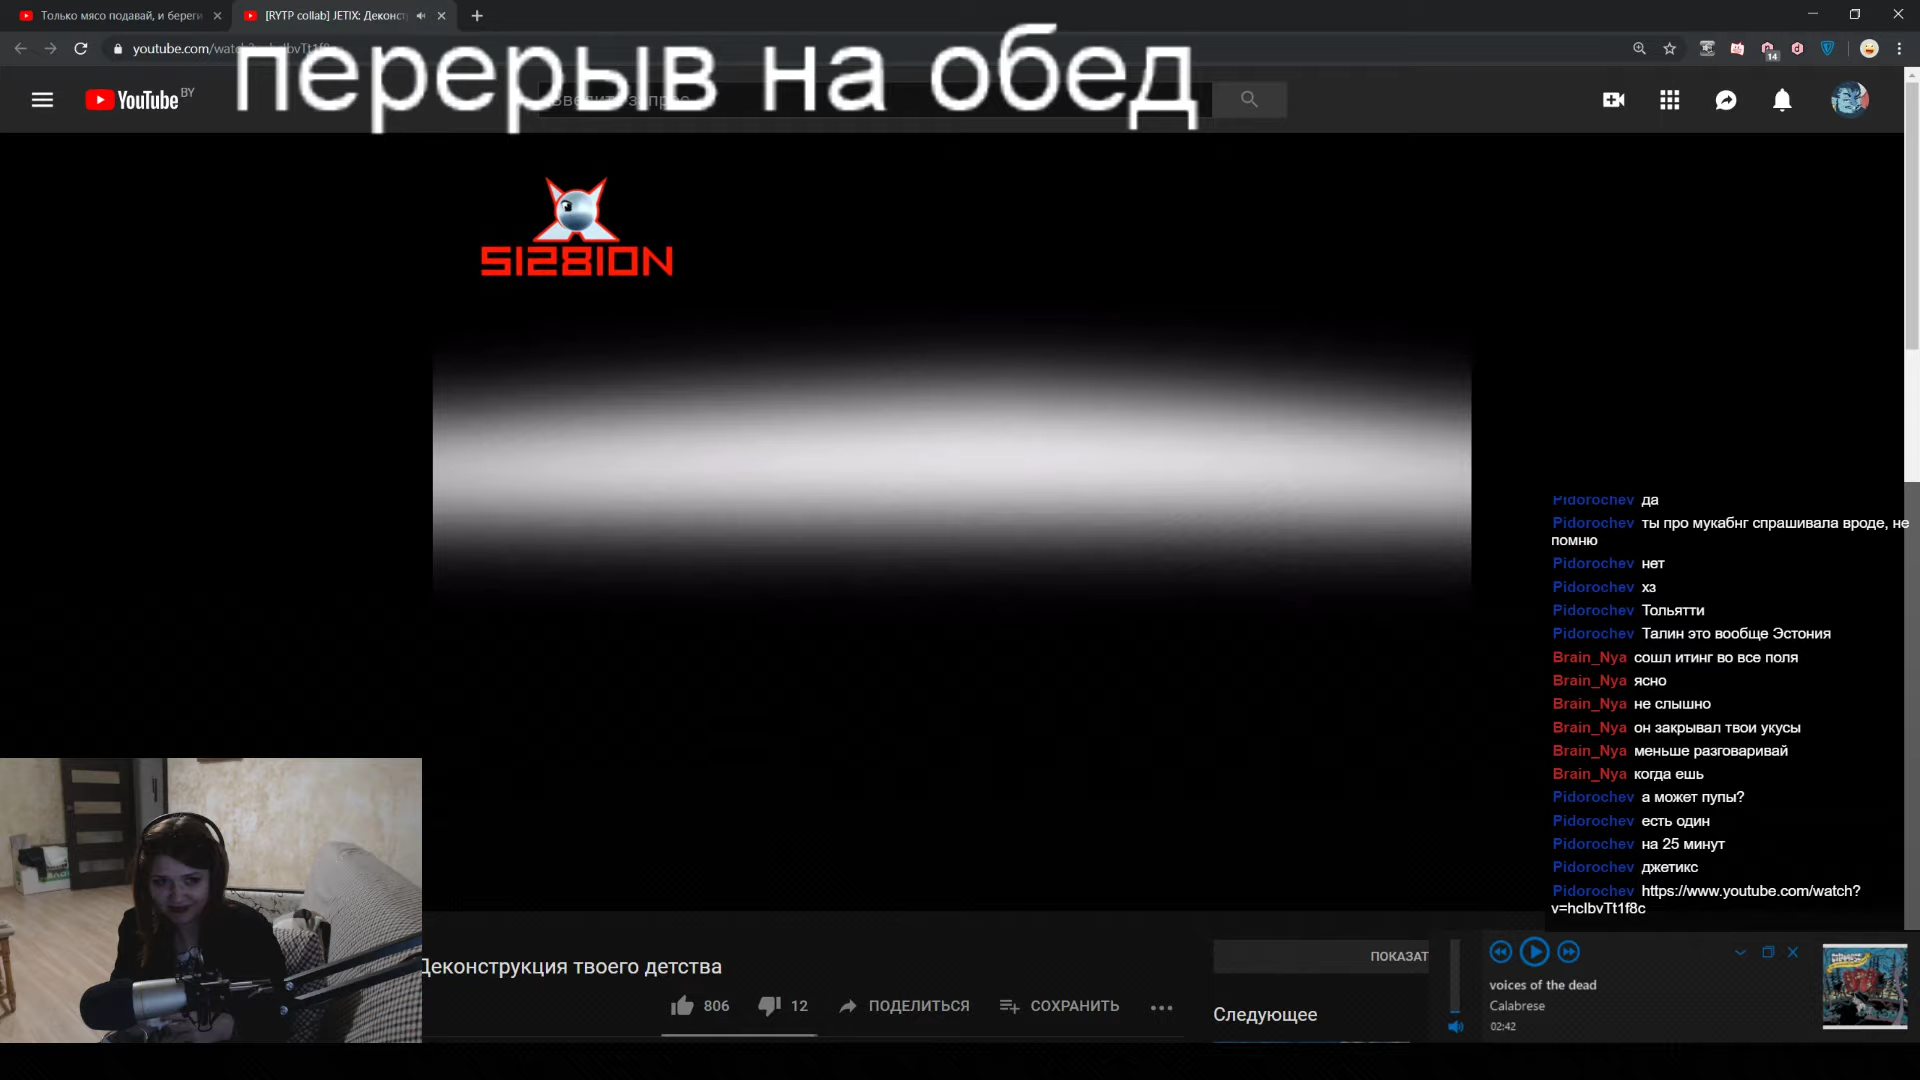 Только мясо подавай, и береги
[RYTP collab] JETIX: Деконст
youtube.com/wat
перерыв на обед
14
YouTube BY
SI28ION
Pidorochev да
Pidorochev ты про мукабнг спрашивала вроде, не
помню
Pidorochev нет
Pidorochev хз
Pidorochev Тольятти
Pidorochev Талин это вообще Эстония
Brain_Nya сошл итинг во все поля
Brain_Nya ясно
Brain_Nya не слышно
Brain_Nya он закрывал твои укусы
Brain_Nya меньше разговаривай
Brain_Nya когда ешь
Pidorochev а может пупы?
Pidorochev есть один
Pidorochev на 25 минут
Pidorochev джетикс
Pidorochev https://www.youtube.com/watch?
v=hcIbvTt1f8c
Деконструкция твоего детства
ПОКАЗАТ
806
12
ПОДЕЛИТЬСЯ
СОХРАНИТЬ
Следующее
voices of the dead
Calabrese
02:42